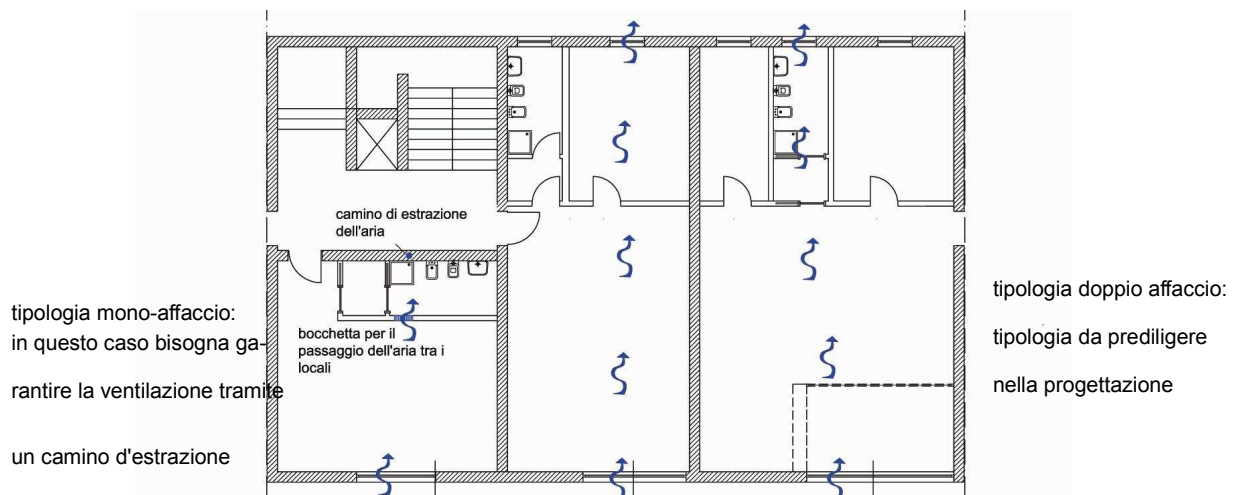 camino di estrazione
dell'aria
tipologia mono-affaccio:
in questo caso bisogna ga-
rantire la ventilazione tramite
un camino d'estrazione
bocchetta per il
passaggio dell'aria tra i
locali
tipologia doppio affaccio:
tipologia da prediligere
nella progettazione